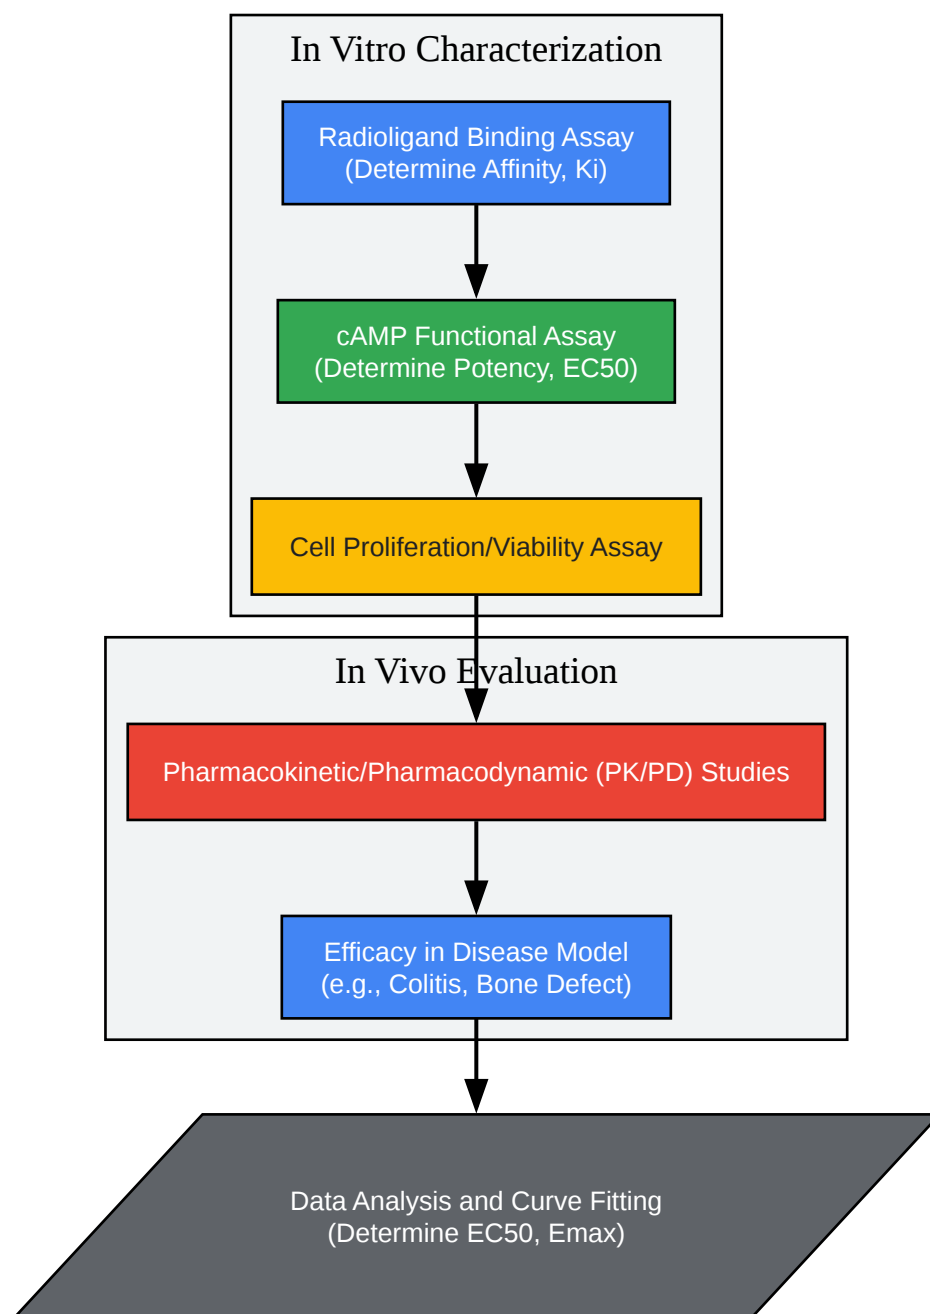 In Vitro Characterization
Radioligand Binding Assay
(Determine Affinity, Ki)
cAMP Functional Assay
(Determine Potency, EC50)
Cell Proliferation/Viability Assay
In Vivo Evaluation
Pharmacokinetic/Pharmacodynamic (PK/PD) Studies
Efficacy in Disease Model
(e.g., Colitis, Bone Defect)
Data Analysis and Curve Fitting
(Determine EC50, Emax)